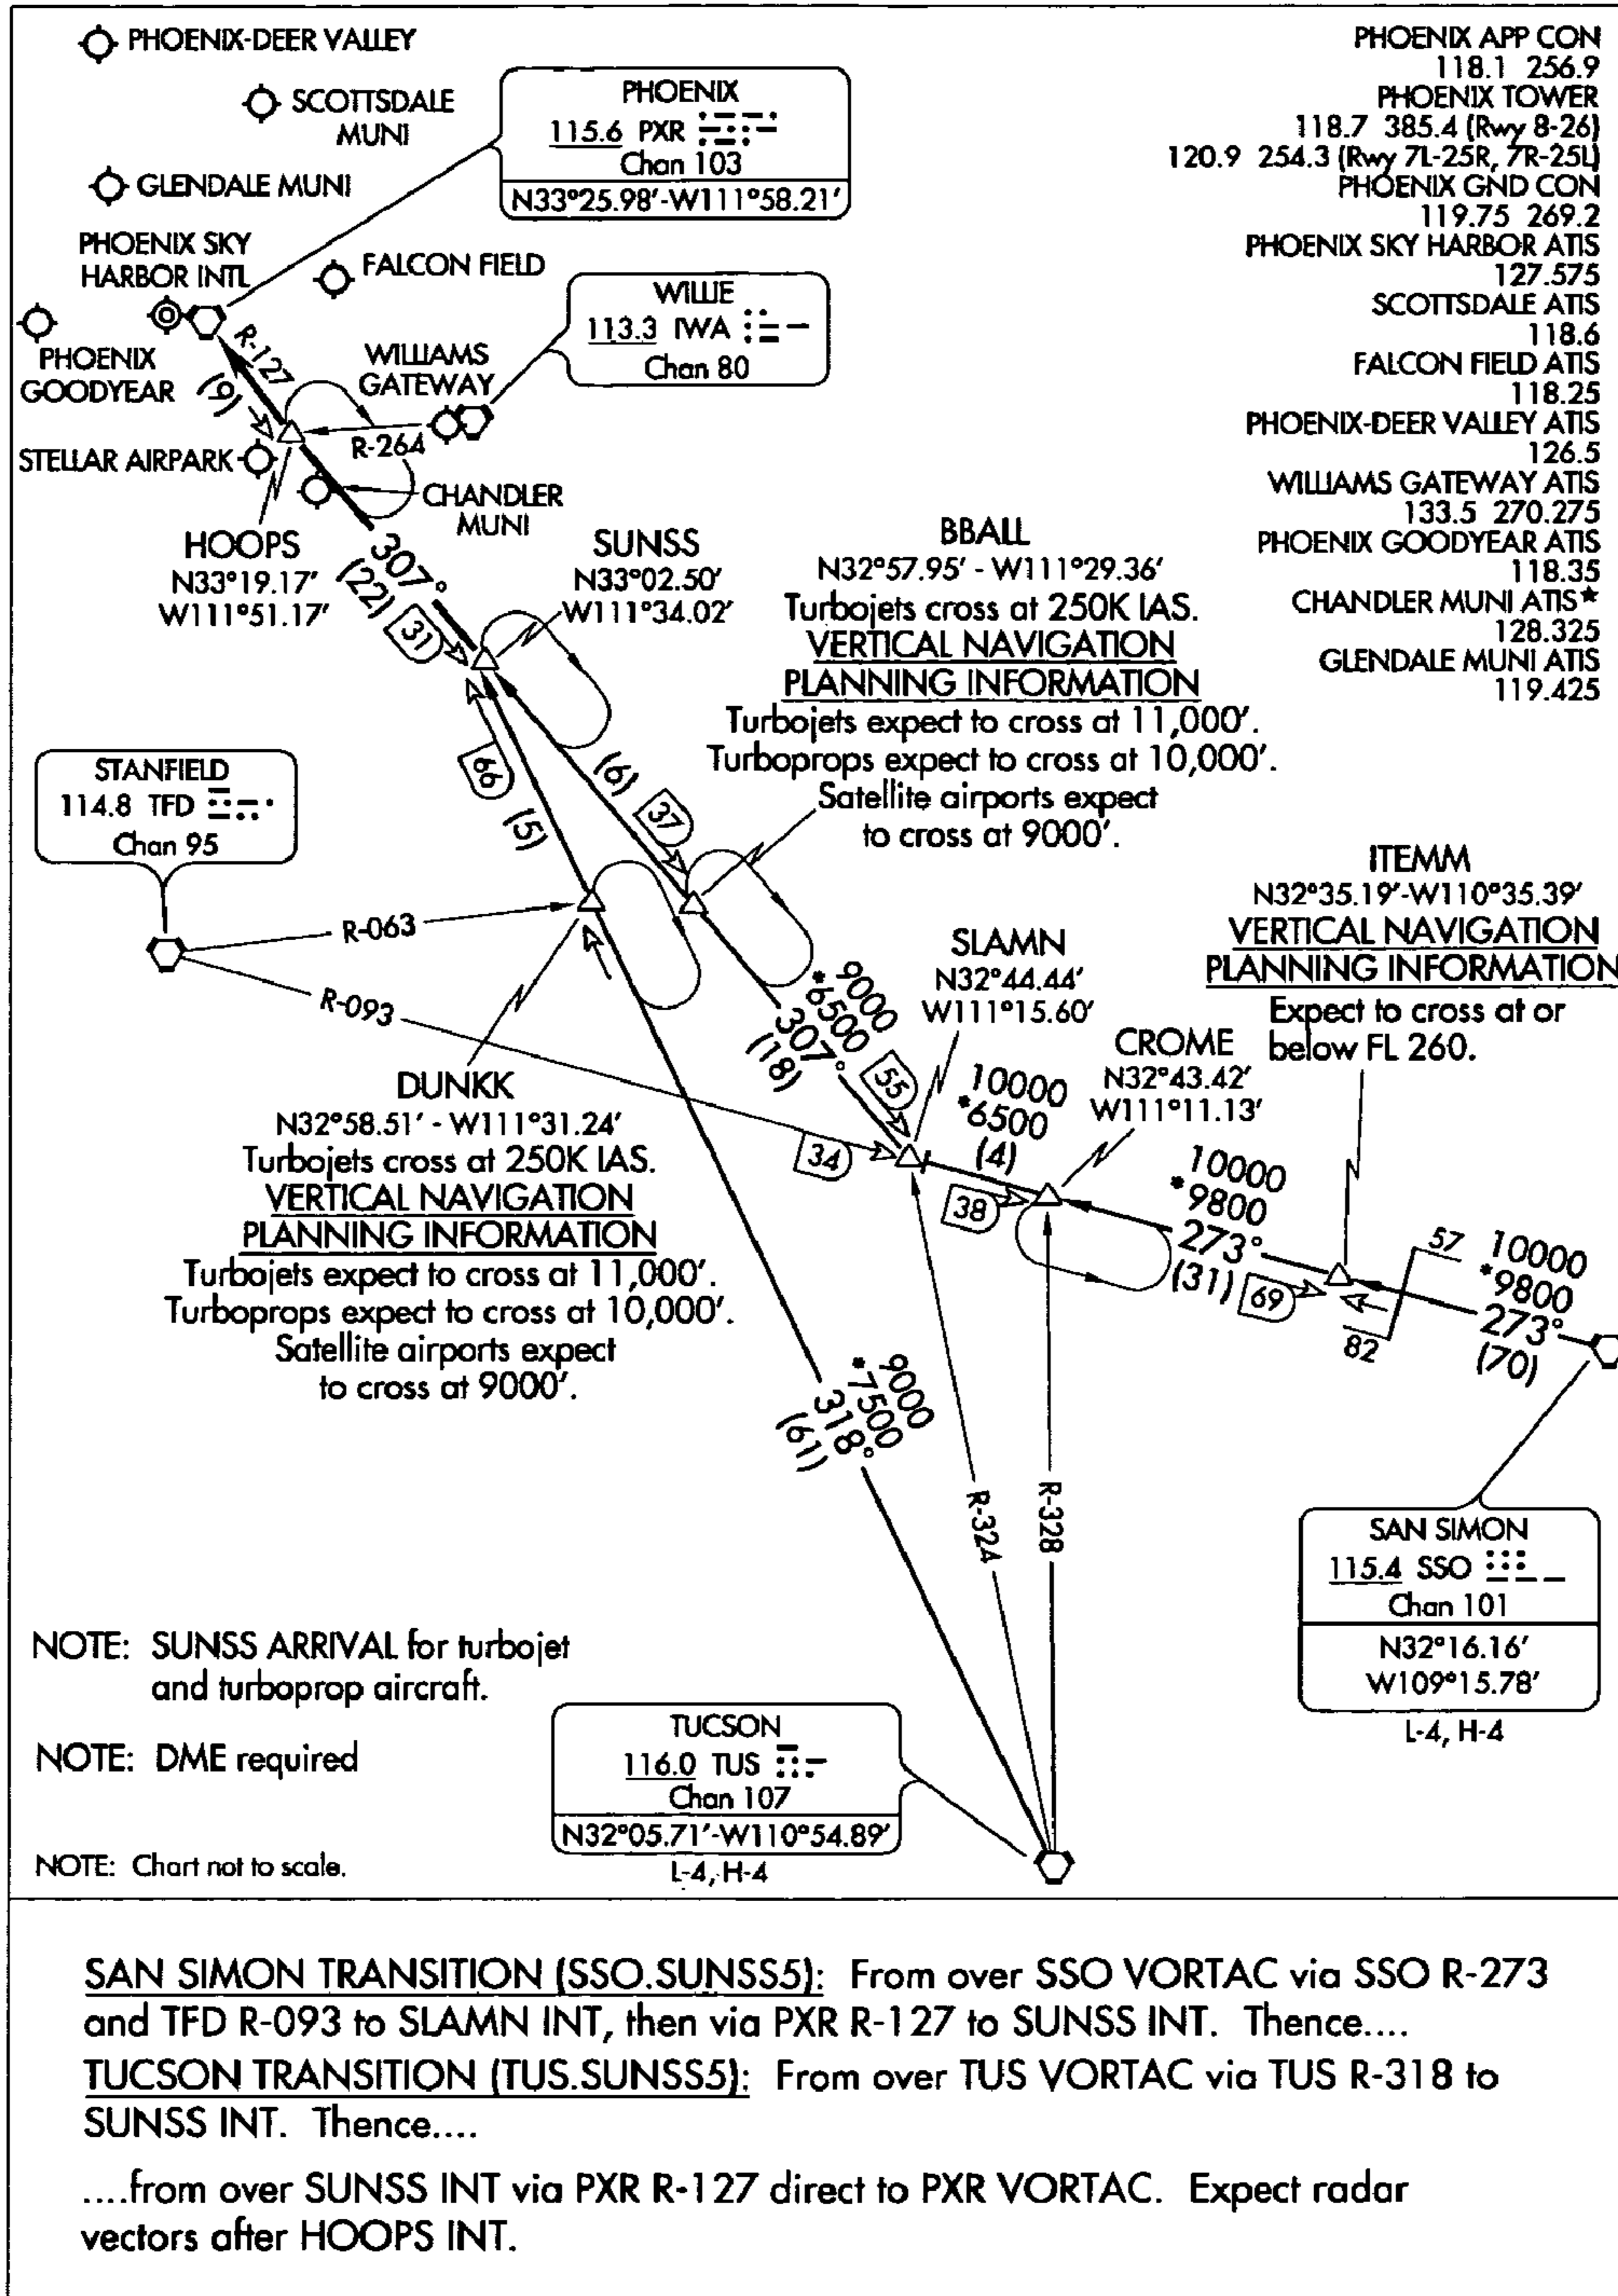 PHOENIX-DEER VALLEY
SCOTTSDALE
MUNI
GLENDALE MUNI
PHOENIX SKY
HARBOR INTL
FALCON FIELD
PHOENIX
GOODYEAR
WILLIAMS
GATEWAY
STELLAR AIRPARK
CHANDLER
MUNI
PHOENIX
115.6 PXR
Chan 103
N33°25.98′-W111°58.21′
WILLIE
113.3 IWA
Chan 80
PHOENIX APP CON
118.1 256.9
PHOENIX TOWER
118.7 385.4 (Rwy 8-26)
120.9 254.3 (Rwy 7L-25R, 7R-25L)
PHOENIX GND CON
119.75 269.2
PHOENIX SKY HARBOR ATIS
127.575
SCOTTSDALE ATIS
118.6
FALCON FIELD ATIS
118.25
PHOENIX-DEER VALLEY ATIS
126.5
WILLIAMS GATEWAY ATIS
133.5 270.275
PHOENIX GOODYEAR ATIS
118.35
CHANDLER MUNI ATIS★
128.325
GLENDALE MUNI ATIS
119.425
R-127
(9)
R-264
HOOPS
N33°19.17′
W111°51.17′
307°
(22)
31
SUNSS
N33°02.50′
W111°34.02′
BBALL
N32°57.95′ - W111°29.36′
Turbojets cross at 250K IAS.
VERTICAL NAVIGATION
PLANNING INFORMATION
Turbojets expect to cross at 11,000′.
Turboprops expect to cross at 10,000′.
Satellite airports expect
to cross at 9000′.
66
(5)
(6)
37
STANFIELD
114.8 TFD
Chan 95
R-063
R-093
DUNKK
N32°58.51′ - W111°31.24′
Turbojets cross at 250K IAS.
VERTICAL NAVIGATION
PLANNING INFORMATION
Turbojets expect to cross at 11,000′.
Turboprops expect to cross at 10,000′.
Satellite airports expect
to cross at 9000′.
9000
*6500
307°
(18)
55
SLAMN
N32°44.44′
W111°15.60′
34
10000
*6500
(4)
38
CROME
N32°43.42′
W111°11.13′
ITEMM
N32°35.19′-W110°35.39′
VERTICAL NAVIGATION
PLANNING INFORMATION
Expect to cross at or
below FL 260.
10000
*9800
273°
(31)
69
57
82
10000
*9800
273°
(70)
9000
*7500
318°
(61)
R-324
R-328
SAN SIMON
115.4 SSO
Chan 101
N32°16.16′
W109°15.78′
L-4, H-4
TUCSON
116.0 TUS
Chan 107
N32°05.71′-W110°54.89′
L-4, H-4
NOTE: SUNSS ARRIVAL for turbojet
and turboprop aircraft.
NOTE: DME required
NOTE: Chart not to scale.
SAN SIMON TRANSITION (SSO.SUNSS5): From over SSO VORTAC via SSO R-273
and TFD R-093 to SLAMN INT, then via PXR R-127 to SUNSS INT. Thence....
TUCSON TRANSITION (TUS.SUNSS5): From over TUS VORTAC via TUS R-318 to
SUNSS INT. Thence....
....from over SUNSS INT via PXR R-127 direct to PXR VORTAC. Expect radar
vectors after HOOPS INT.